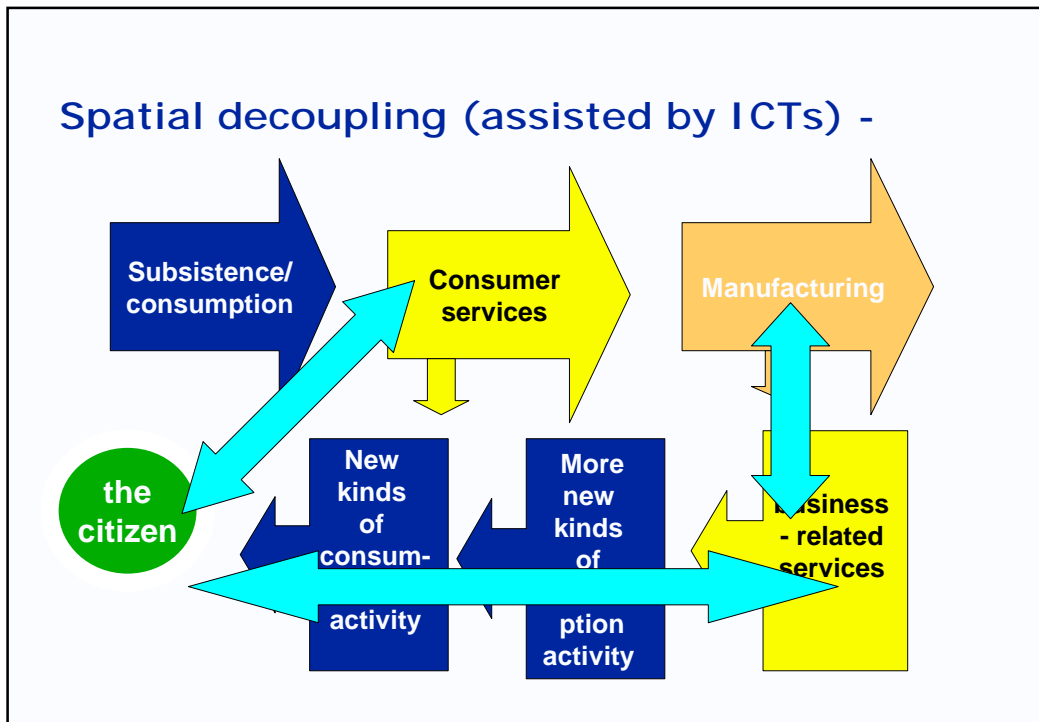 Spatial decoupling (assisted by ICTs) -
Subsistence/
consumption
Consumer
services
Manufacturing
the
citizen
New
kinds
of
consum-
activity
More
new
kinds
of
ption
activity
business
- related
services